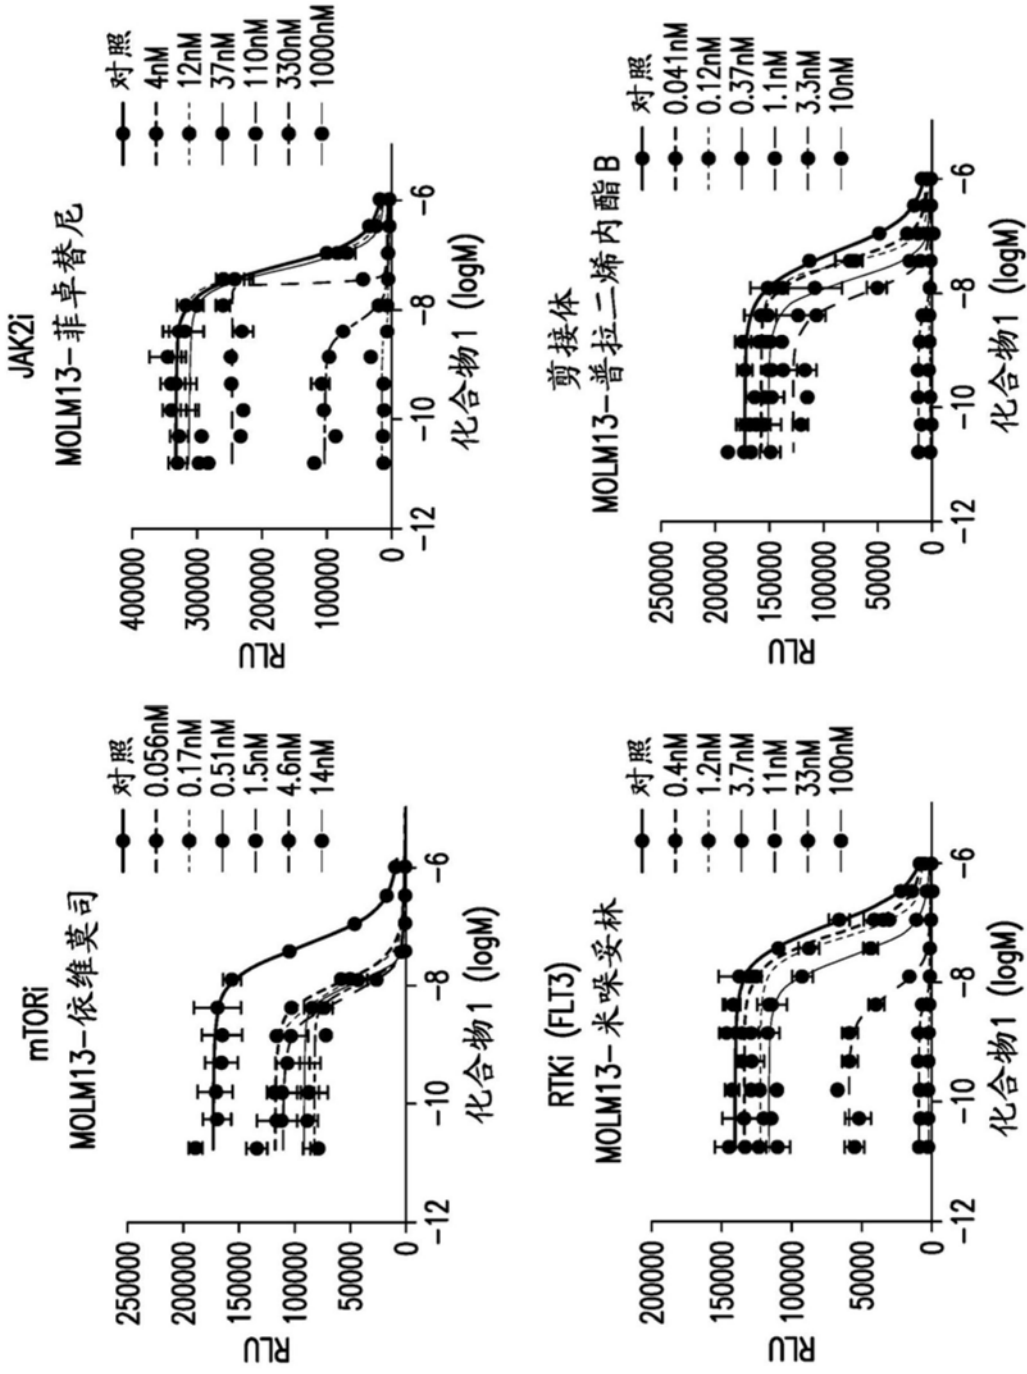 mTORi
MOLM13-依维莫司
250000
200000
150000
100000
50000
0
RLU
-12
-10
-8
-6
化合物1 (logM)
对照
0.056nM
0.17nM
0.51nM
1.5nM
4.6nM
14nM
JAK2i
MOLM13-菲卓替尼
400000
300000
200000
100000
0
RLU
-12
-10
-8
-6
化合物1 (logM)
对照
4nM
12nM
37nM
110nM
330nM
1000nM
RTKi (FLT3)
MOLM13-米哚妥林
200000
150000
100000
50000
0
RLU
-12
-10
-8
-6
化合物1 (logM)
对照
0.4nM
1.2nM
3.7nM
11nM
33nM
100nM
剪接体
MOLM13-普拉二烯内酯B
250000
200000
150000
100000
50000
0
RLU
-12
-10
-8
-6
化合物1 (logM)
对照
0.041nM
0.12nM
0.37nM
1.1nM
3.3nM
10nM